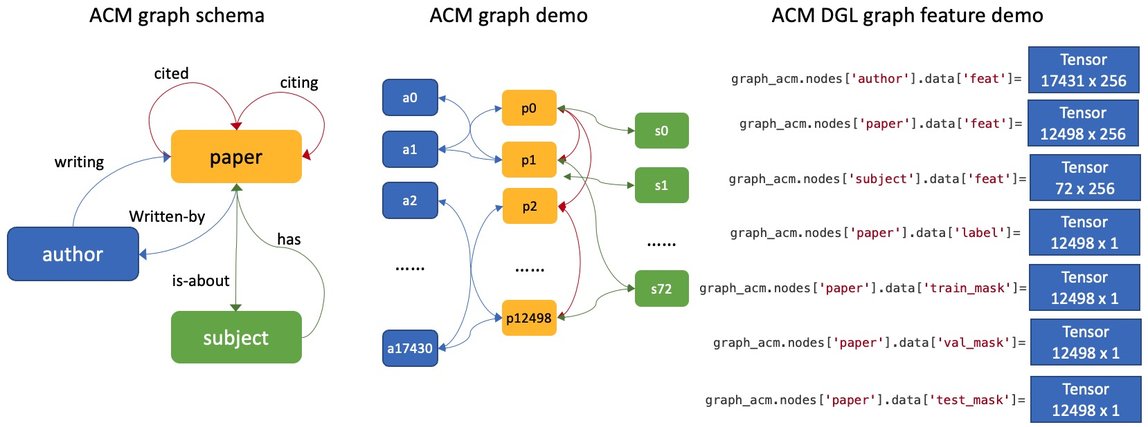 ACM graph schema
cited
citing
paper
writing
Written-by
author
has
is-about
subject
ACM graph demo
a0
a1
a2
......
a17430
p0
p1
p2
......
p12498
s0
s1
......
s72
ACM DGL graph feature demo
graph_acm.nodes['author'].data['feat']=
Tensor
17431 x 256
graph_acm.nodes['paper'].data['feat']=
Tensor
12498 x 256
graph_acm.nodes['subject'].data['feat']=
Tensor
72 x 256
graph_acm.nodes['paper'].data['label']=
Tensor
12498 x 1
graph_acm.nodes['paper'].data['train_mask']=
Tensor
12498 x 1
graph_acm.nodes['paper'].data['val_mask']=
Tensor
12498 x 1
graph_acm.nodes['paper'].data['test_mask']=
Tensor
12498 x 1